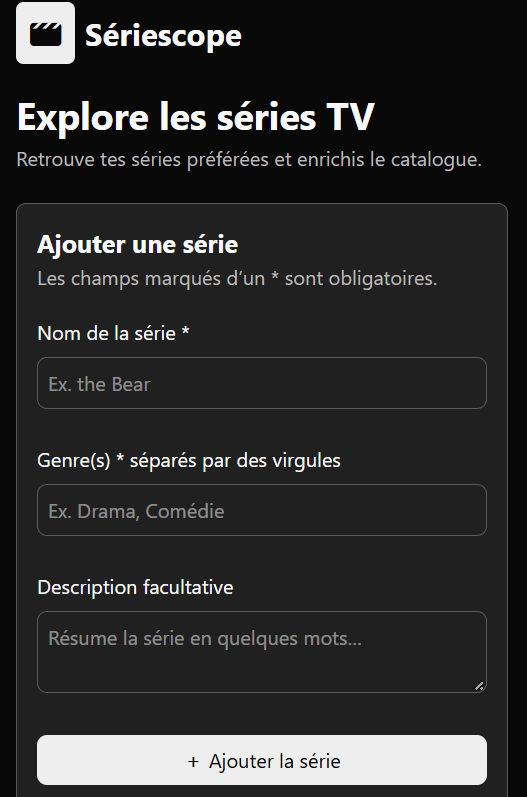 Sériescope
Explore les séries TV
Retrouve tes séries préférées et enrichis le catalogue.
Ajouter une série
Les champs marqués d’un * sont obligatoires.
Nom de la série *
Ex. the Bear
Genre(s) * séparés par des virgules
Ex. Drama, Comédie
Description facultative
Résume la série en quelques mots...
+ Ajouter la série